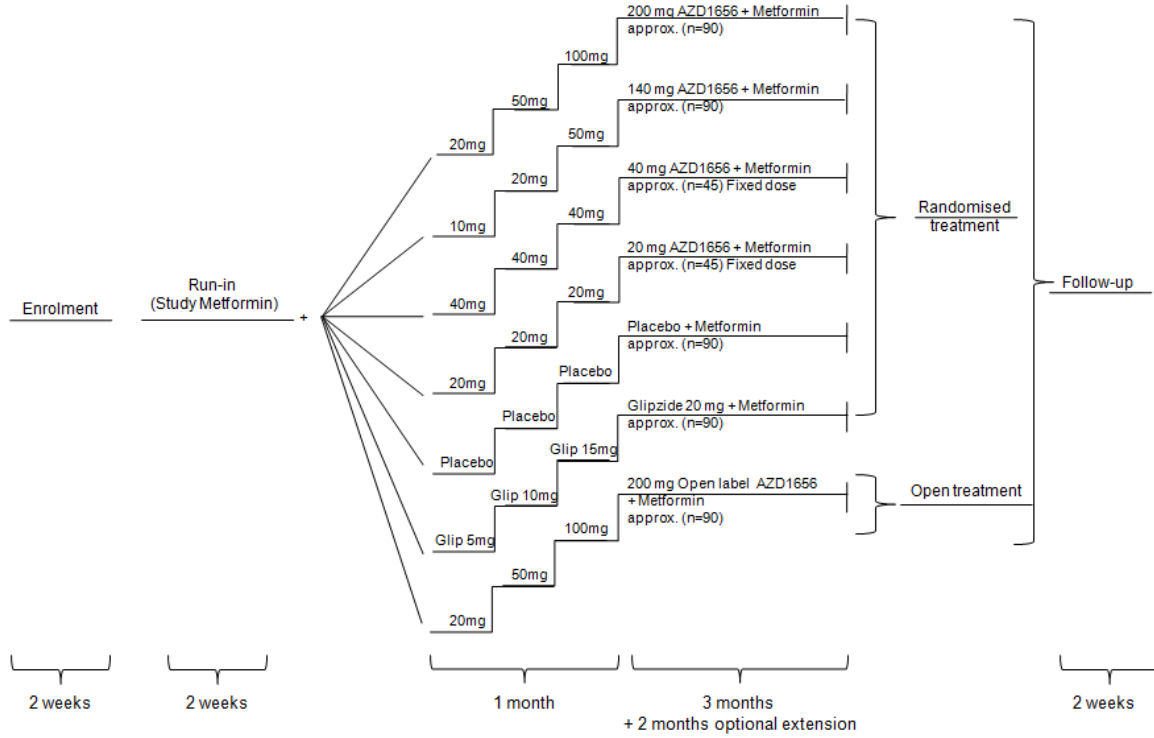 200 mg AZD1656 + Metformin
approx. (n=90)
100mg
50mg
20mg
140 mg AZD1656 + Metformin
approx. (n=90)
50mg
20mg
10mg
40 mg AZD1656 + Metformin
approx. (n=45) Fixed dose
40mg
40mg
40mg
20 mg AZD1656 + Metformin
approx. (n=45) Fixed dose
20mg
20mg
20mg
Placebo + Metformin
approx. (n=90)
Placebo
Placebo
Placebo
Glipzide 20 mg + Metformin
approx. (n=90)
Glip 15mg
Glip 10mg
Glip 5mg
200 mg Open label AZD1656
+ Metformin
approx. (n=90)
100mg
50mg
20mg
Enrolment
Run-in
(Study Metformin)
+
Randomised
treatment
Open treatment
Follow-up
2 weeks
2 weeks
1 month
3 months
+ 2 months optional extension
2 weeks